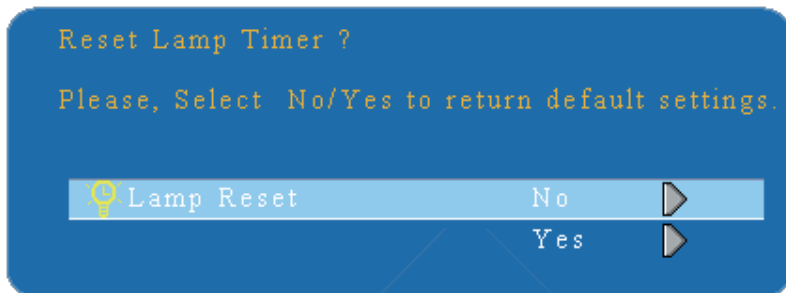 Reset Lamp Timer ?
Please, Select No/Yes to return default settings.
Lamp Reset No
Yes